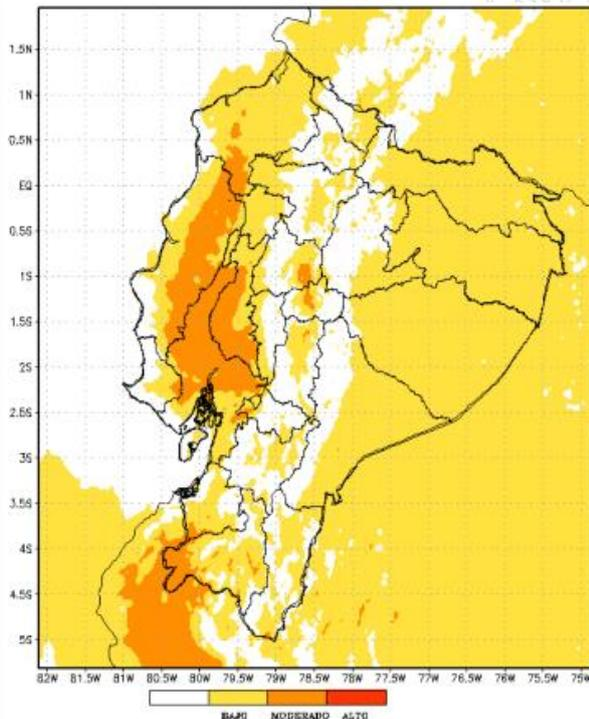 1.5N
1N
0.5N
EQ
0.5S
1S
1.5S
2S
2.5S
3S
3.5S
4S
4.5S
5S
82W 81.5W 81W 80.5W 80W 79.5W 79W 78.5W 78W 77.5W 77W 76.5W 76W 75.5W 75W
BAJO MODERADO ALTO